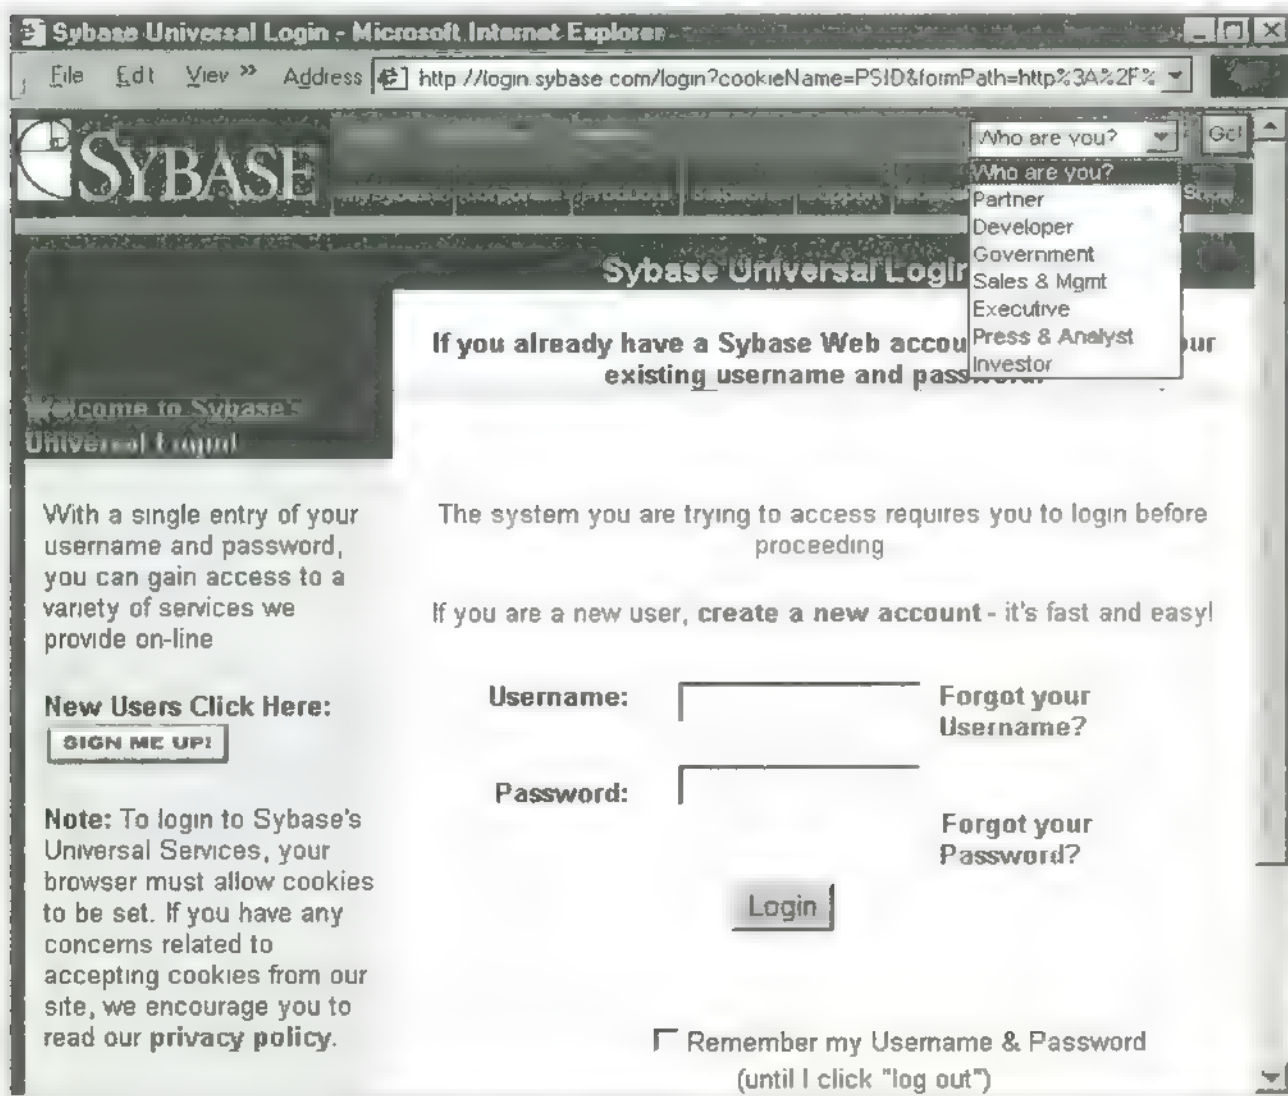 Sybase Universal Login - Microsoft Internet Explorer
File Edit View » Address http //login.sybase com/login?cookieName=PSID&formPath=http%3A%2F%
SYBASE
Who are you? Go!
Who are you?
Partner
Developer
Government
Sales & Mgmt
Executive
Press & Analyst
Investor
Sybase Universal Login
If you already have a Sybase Web accou ur
existing username and password.
Welcome to Sybase's
Universal Login!
With a single entry of your
username and password,
you can gain access to a
variety of services we
provide on-line
New Users Click Here:
SIGN ME UP!
Note: To login to Sybase's
Universal Services, your
browser must allow cookies
to be set. If you have any
concerns related to
accepting cookies from our
site, we encourage you to
read our privacy policy.
The system you are trying to access requires you to login before
proceeding
If you are a new user, create a new account - it's fast and easy!
Username:
Forgot your
Username?
Password:
Forgot your
Password?
Login
Remember my Username & Password
(until I click "log out")